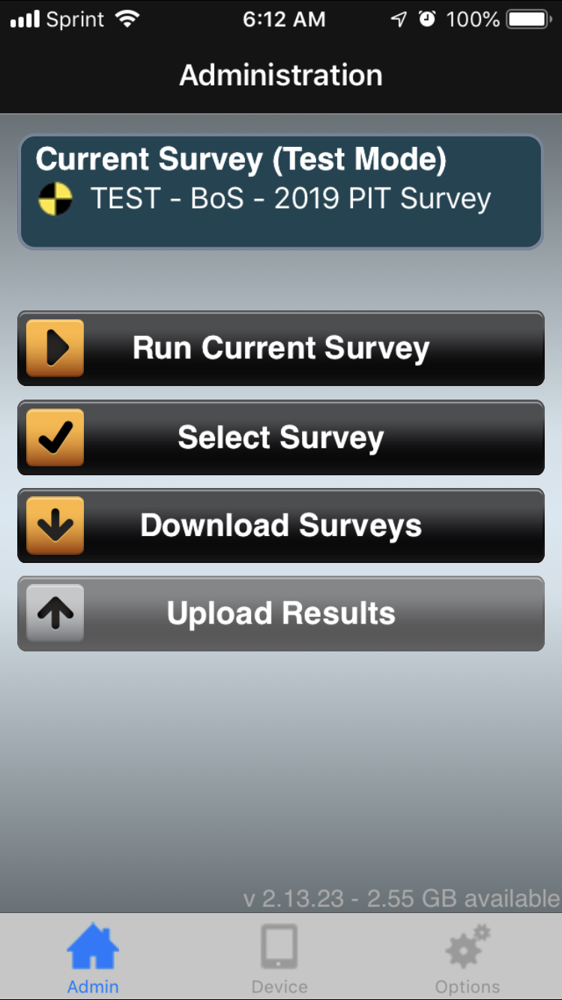 Sprint 6:12 AM 100%
Administration
Current Survey (Test Mode)
TEST - BoS - 2019 PIT Survey
Run Current Survey
Select Survey
Download Surveys
Upload Results
v 2.13.23 - 2.55 GB available
Admin Device Options